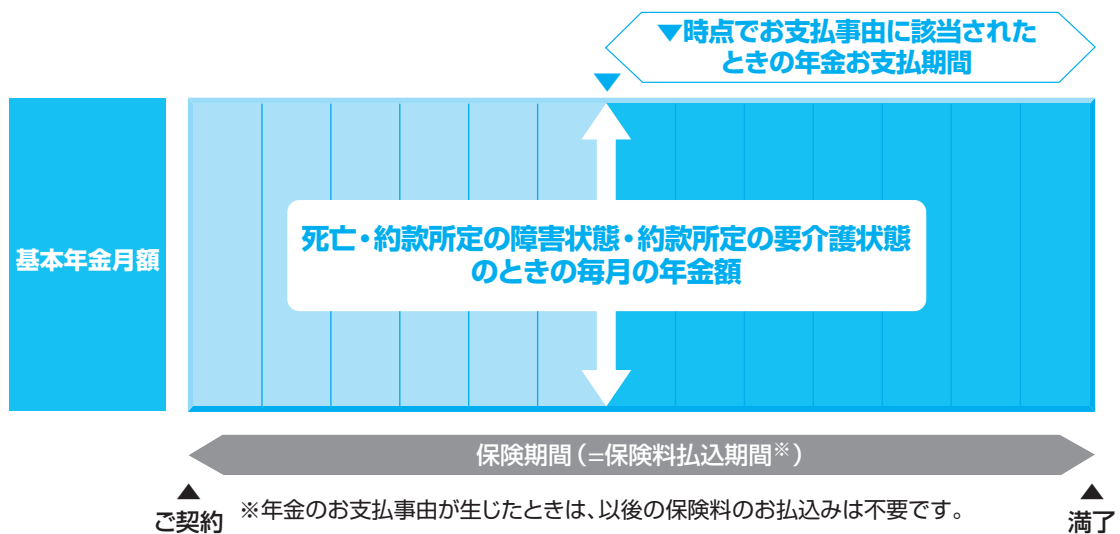 ▼時点でお支払事由に該当された
ときの年金お支払期間
基本年金月額
死亡・約款所定の障害状態・約款所定の要介護状態
のときの毎月の年金額
保険期間（=保険料払込期間※）
ご契約
※年金のお支払事由が生じたときは、以後の保険料のお払込みは不要です。
満了